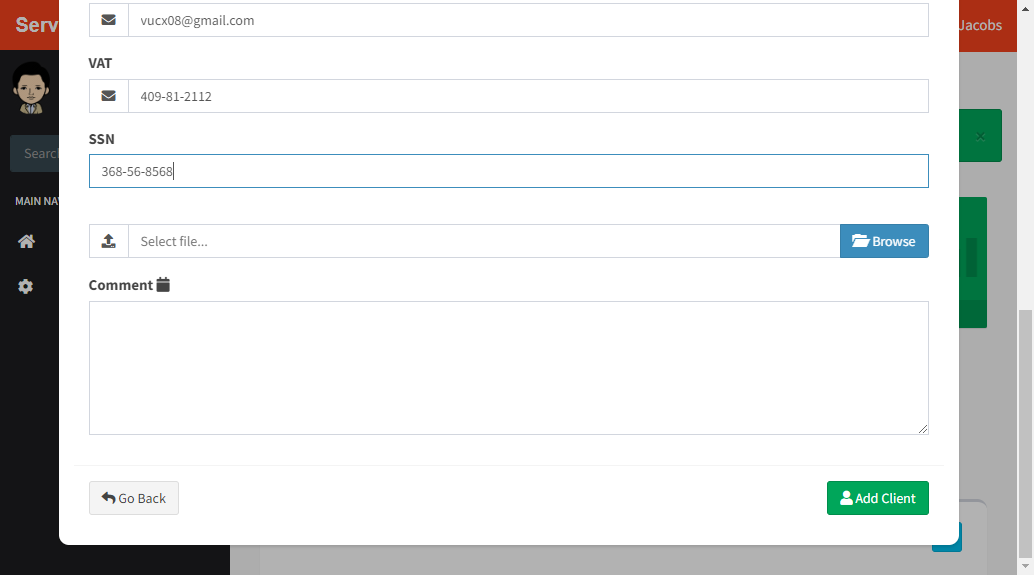 Serv
Jacobs
vucx08@gmail.com
VAT
409-81-2112
Search
SSN
×
368-56-8568
MAIN NAV
Select file...
Browse
Comment
Go Back
Add Client